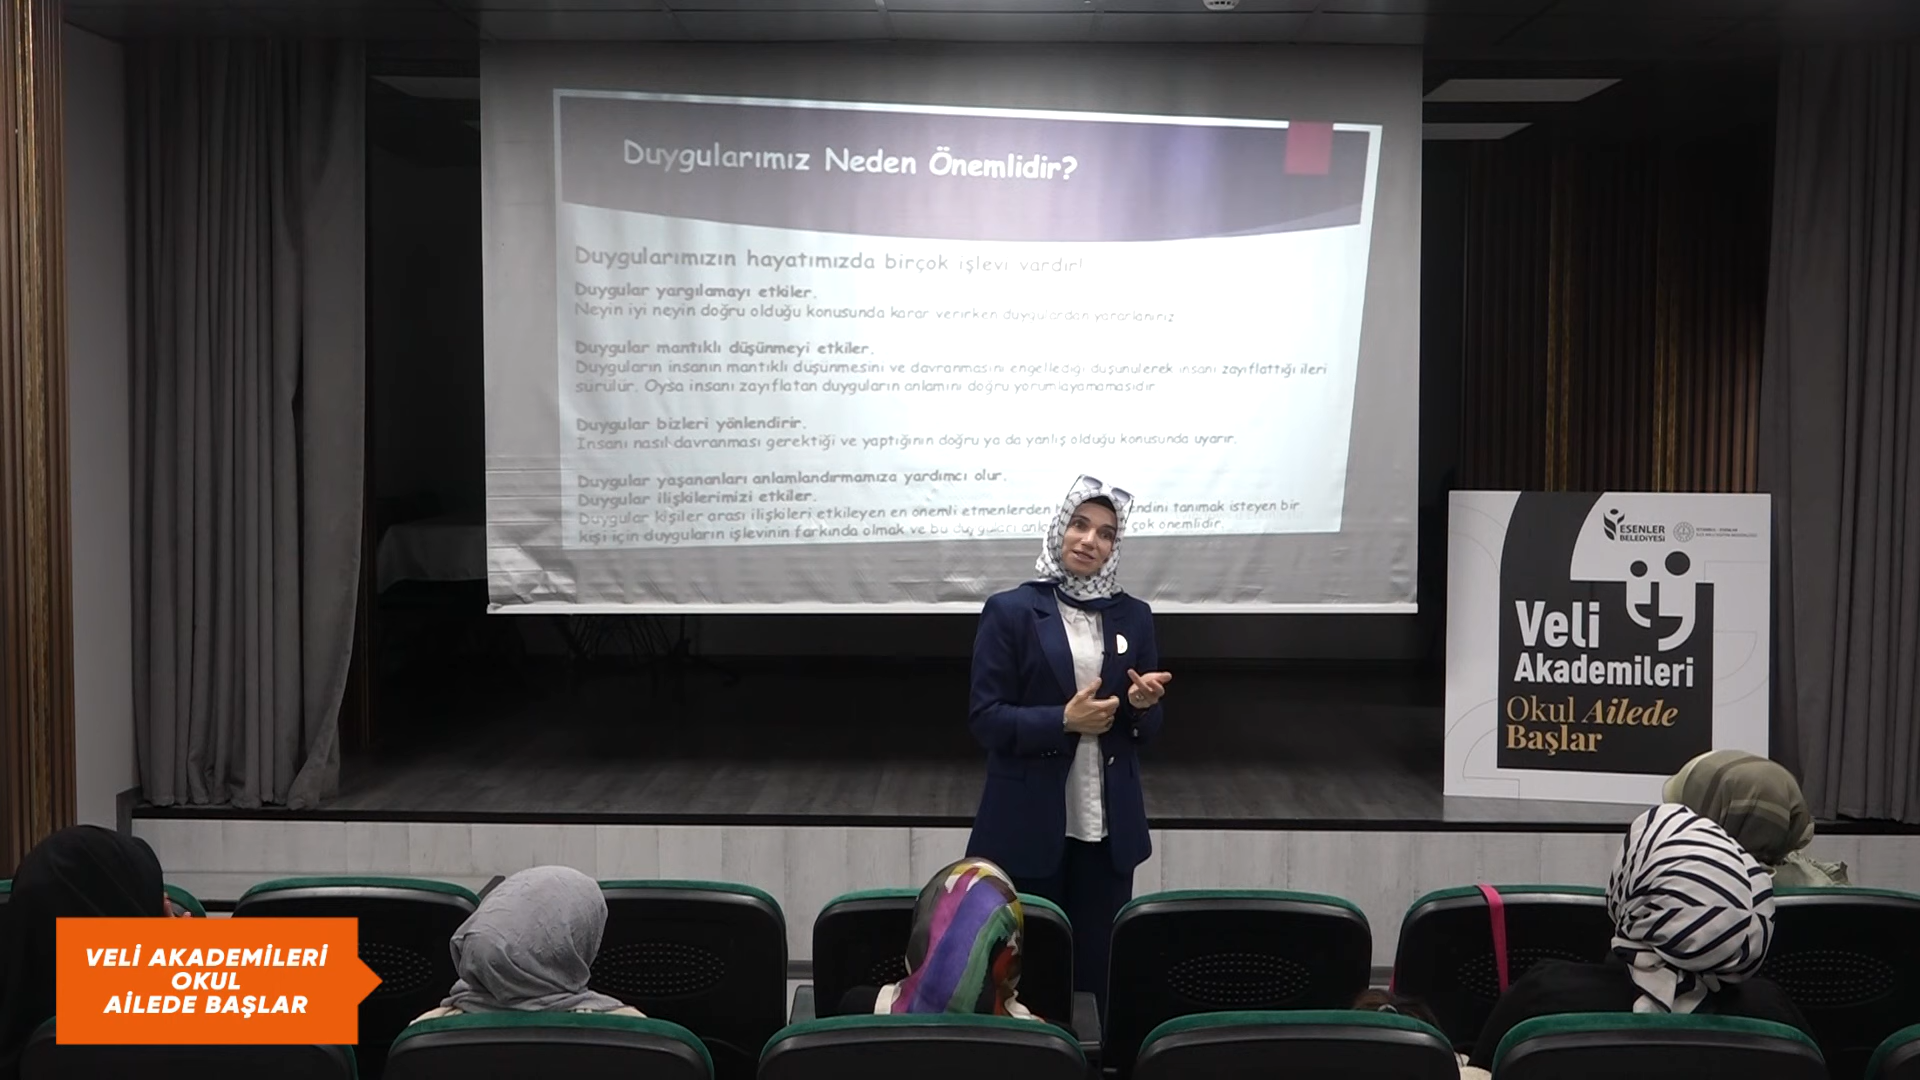 Duygularımız Neden Önemlidir?
Duygularımızın hayatımızda birçok işlevi vardır!
Duygular yargılamayı etkiler.
Neyin iyi neyin doğru olduğu konusunda karar verirken duygulardan yararlanırız
Duygular mantıklı düşünmeyi etkiler.
Duyguların insanın mantıklı düşünmesini ve davranmasını engellediği düşünülerek insanı zayıflattığı ileri
sürülür. Oysa insanı zayıflatan duyguların anlamını doğru yorumlayamamasıdır
Duygular bizleri yönlendirir.
İnsanı nasıl davranması gerektiği ve yaptığının doğru ya da yanlış olduğu konusunda uyarır.
Duygular yaşananları anlamlandırmamıza yardımcı olur.
Duygular ilişkilerimizi etkiler.
Duygular kişiler arası ilişkileri etkileyen en önemli etmenlerden endini tanımak isteyen bir
kişi için duyguların işlevinin farkında olmak ve bu duyguları çok önemlidir.
ESENLER
BELEDİYESİ
Veli
Akademileri
Okul Ailede
Başlar
VELİ AKADEMİLERİ
OKUL
AİLEDE BAŞLAR